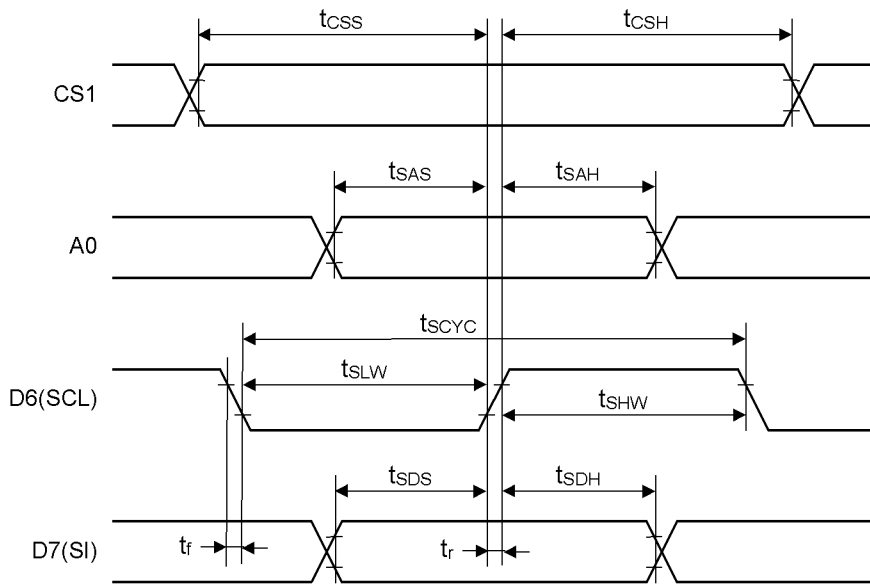 tCSS tCSH
CS1
tSAS tSAH
A0
tSCYC
tSLW
D6(SCL)
tSHW
tSDS tSDH
D7(SI)
tf tr